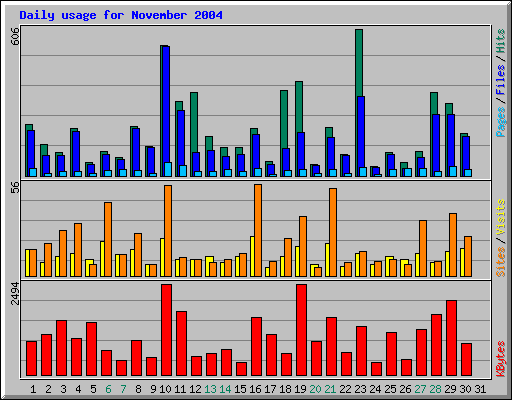 Daily usage for November 2004
606
Pages / Files / Hits
56
Sites / Visits
2494
KBytes
1 2 3 4 5 6 7 8 9 10 11 12 13 14 15 16 17 18 19 20 21 22 23 24 25 26 27 28 29 30 31